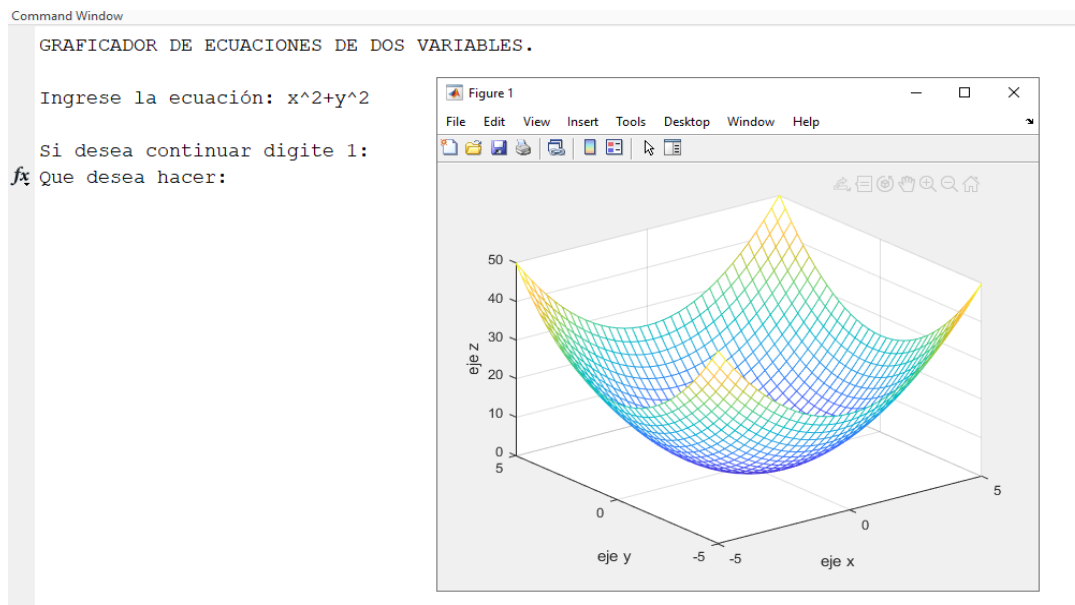 Command Window
GRAFICADOR DE ECUACIONES DE DOS VARIABLES.
Ingrese la ecuación: x^2+y^2
Si desea continuar digite 1:
fx Que desea hacer:
Figure 1
File Edit View Insert Tools Desktop Window Help
50
40
30
20
10
0
eje z
5
0
-5
eje y
-5
0
5
eje x